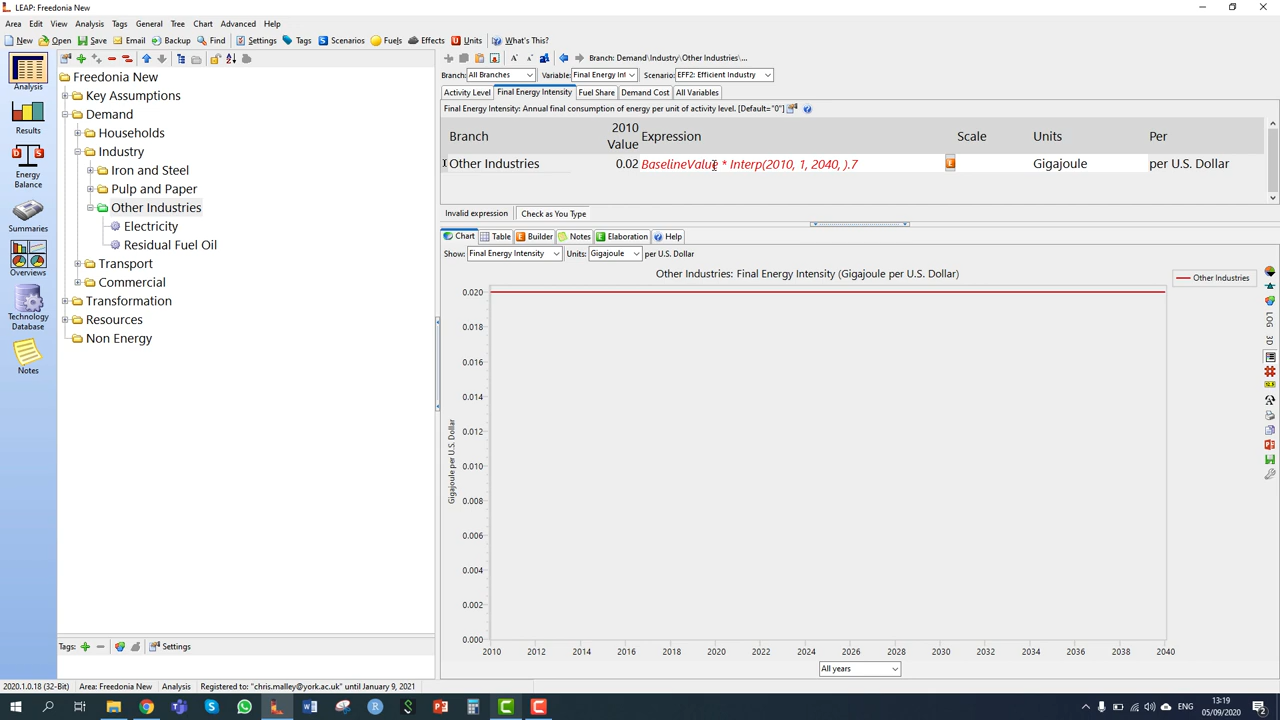 LEAP: Freedonia New
Area Edit View Analysis Tags General Tree Chart Advanced Help
New Open Save Email Backup Find Settings Tags Scenarios Fuels Effects Units What's This?
Analysis
Results
Energy
Balance
Summaries
Overviews
Technology
Database
Notes
Freedonia New
Key Assumptions
Demand
Households
Industry
Iron and Steel
Pulp and Paper
Other Industries
Electricity
Residual Fuel Oil
Transport
Commercial
Transformation
Resources
Non Energy
Tags: Settings
Branch: Demand\Industry\Other Industries\...
Branch: All Branches Variable: Final Energy Int Scenario: EFF2: Efficient Industry
Activity Level Final Energy Intensity Fuel Share Demand Cost All Variables
Final Energy Intensity: Annual final consumption of energy per unit of activity level. [Default="0"]
Branch 2010 Value Expression Scale Units Per
Other Industries 0.02 BaselineValue * Interp(2010, 1, 2040, ).7 Gigajoule per U.S. Dollar
Invalid expression Check as You Type
Chart Table Builder Notes Elaboration Help
Show: Final Energy Intensity Units: Gigajoule per U.S. Dollar
Other Industries: Final Energy Intensity (Gigajoule per U.S. Dollar)
Other Industries
Gigajoule per U.S. Dollar
0.020
0.018
0.016
0.014
0.012
0.010
0.008
0.006
0.004
0.002
0.000
2010 2012 2014 2016 2018 2020 2022 2024 2026 2028 2030 2032 2034 2036 2038 2040
All years
LOG
3D
2020.1.0.18 (32-Bit) Area: Freedonia New Analysis Registered to: "chris.malley@york.ac.uk" until January 9, 2021
ENG
13:19
05/09/2020